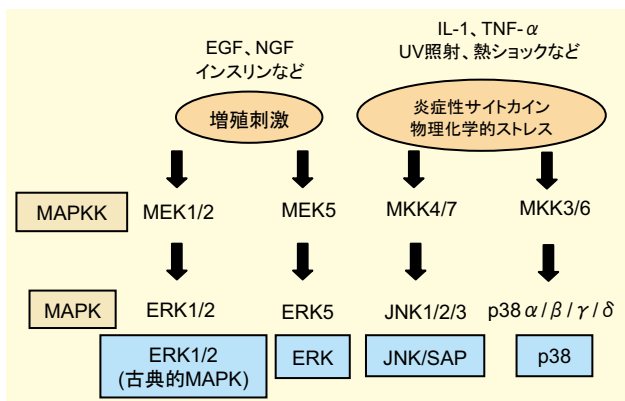 EGF、NGF
インスリンなど
IL-1、TNF-α
UV照射、熱ショックなど
増殖刺激
炎症性サイトカイン
物理化学的ストレス
MAPKK
MEK1/2
MEK5
MKK4/7
MKK3/6
MAPK
ERK1/2
ERK5
JNK1/2/3
p38α/β/γ/δ
ERK1/2
(古典的MAPK)
ERK
JNK/SAP
p38